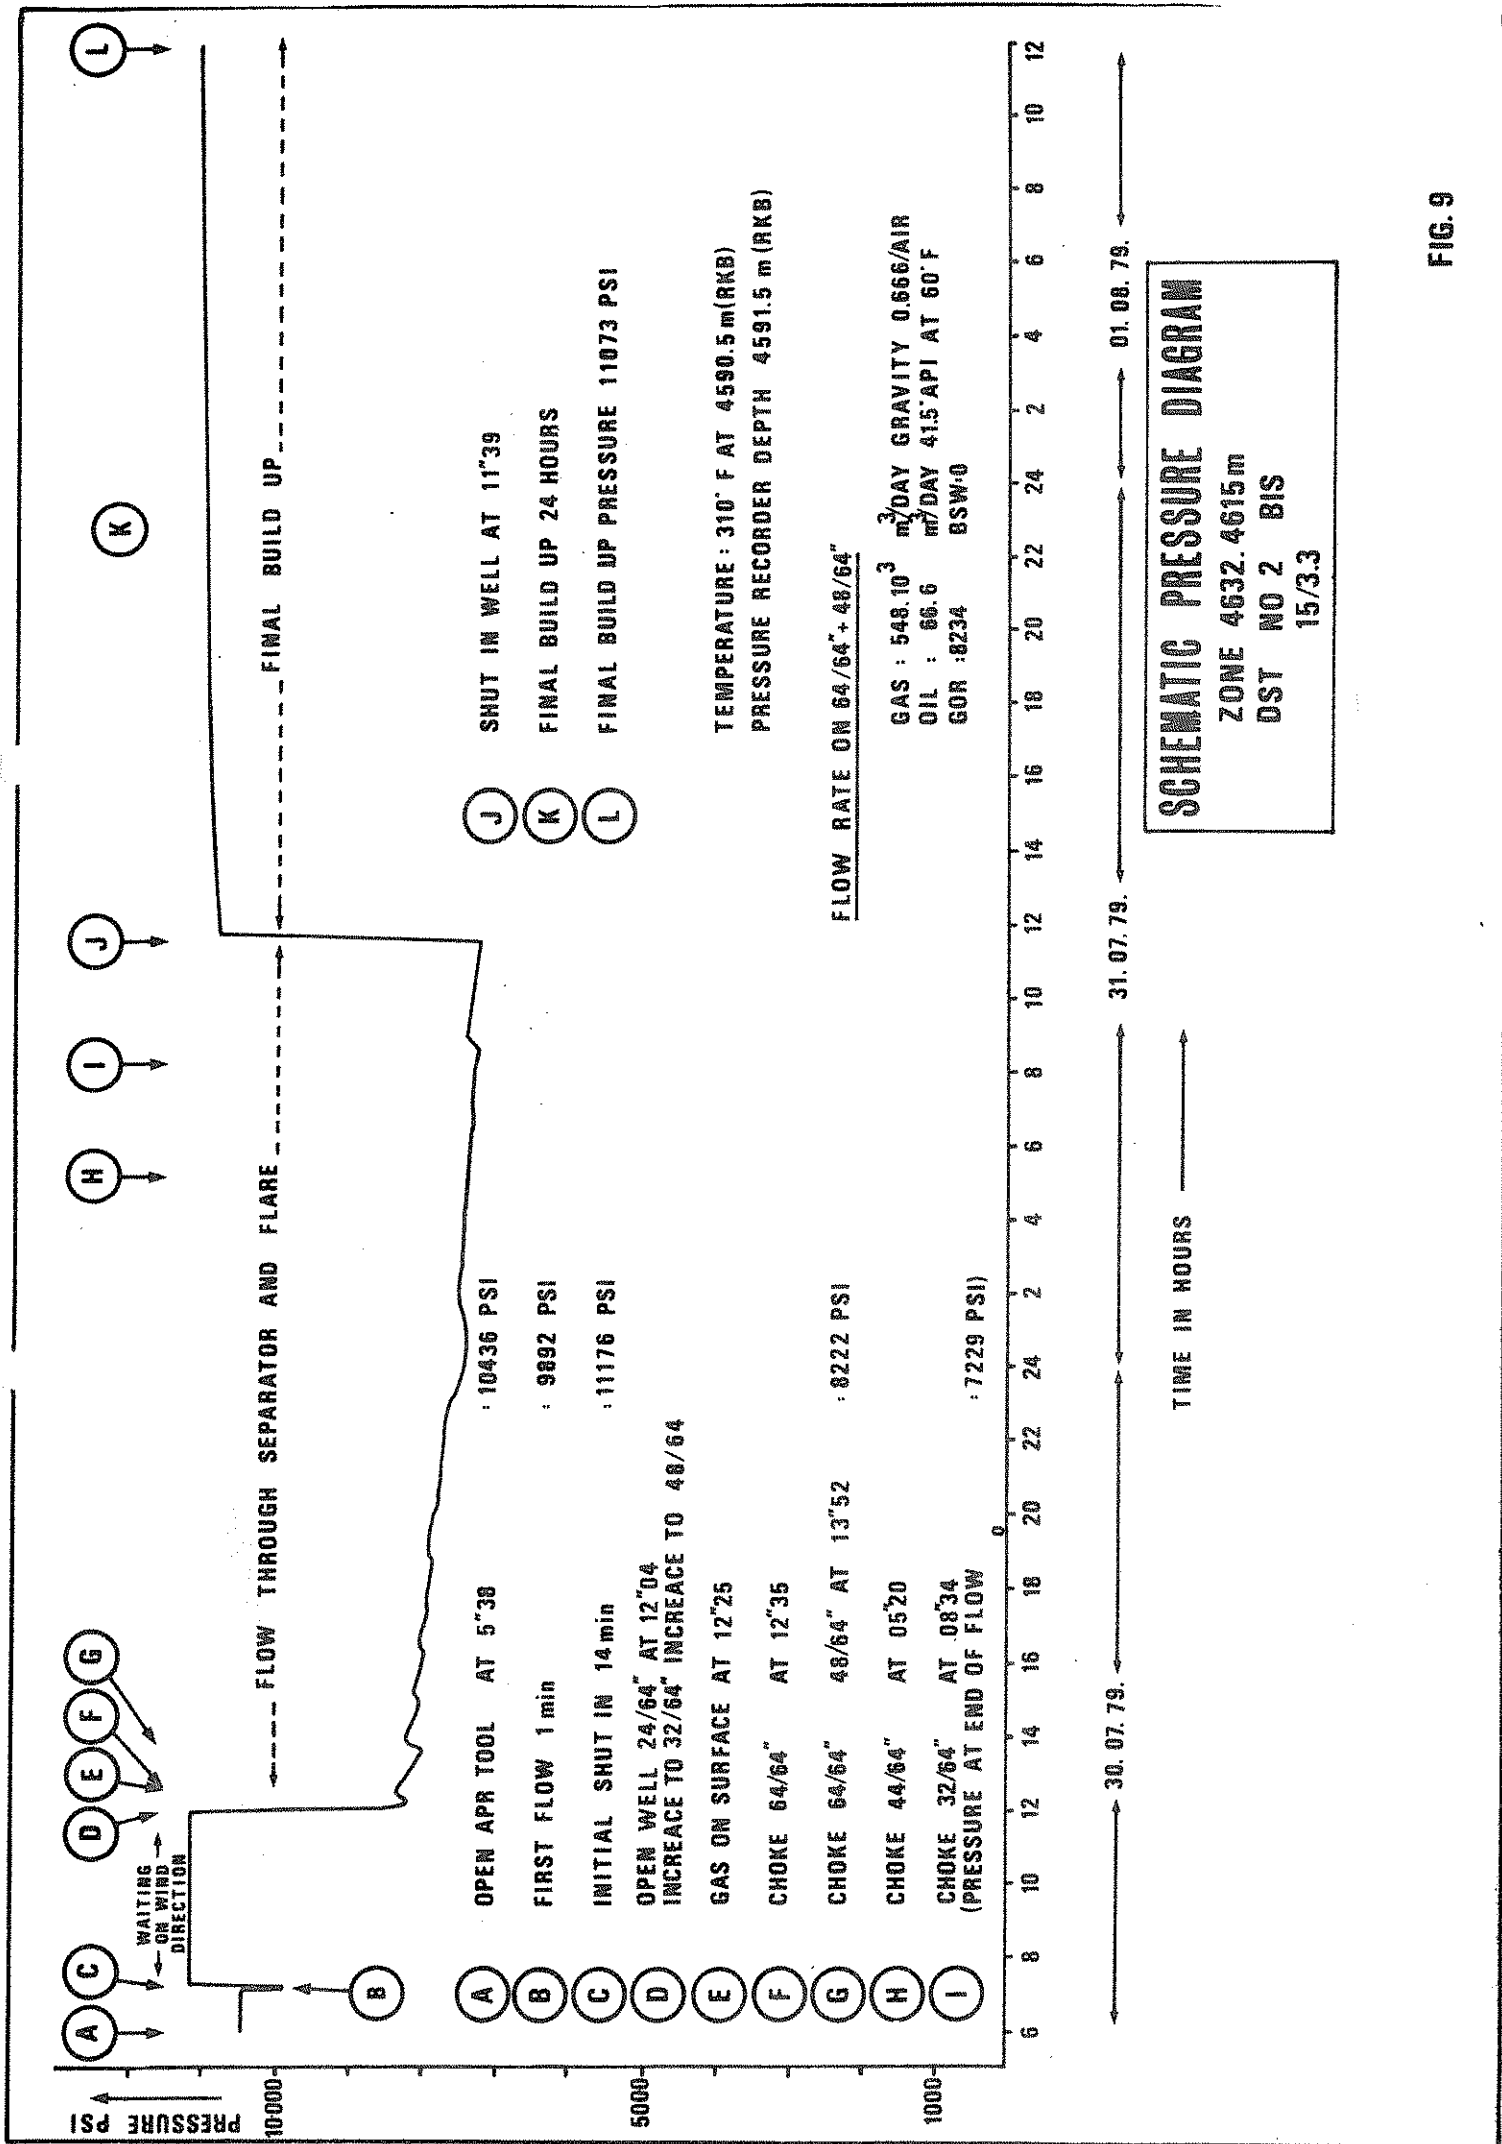 PRESSURE PSI
10000
5000
1000
A
C
D
E
F
G
H
I
J
K
L
WAITING
ON WIND
DIRECTION
B
FLOW THROUGH SEPARATOR AND FLARE
FINAL BUILD UP
A OPEN APR TOOL AT 5"38 : 10436 PSI
B FIRST FLOW 1 min : 9892 PSI
C INITIAL SHUT IN 14 min : 11176 PSI
D OPEN WELL 24/64" AT 12"04
INCREACE TO 32/64" INCREACE TO 48/64
E GAS ON SURFACE AT 12"25
F CHOKE 64/64" AT 12"35
G CHOKE 64/64" 48/64" AT 13"52 : 8222 PSI
H CHOKE 44/64" AT 05"20
I CHOKE 32/64" AT 08"34
(PRESSURE AT END OF FLOW : 7229 PSI)
J SHUT IN WELL AT 11"39
K FINAL BUILD UP 24 HOURS
L FINAL BUILD UP PRESSURE 11073 PSI
TEMPERATURE : 310° F AT 4590.5 m(RKB)
PRESSURE RECORDER DEPTH 4591.5 m (RKB)
FLOW RATE ON 64/64"+ 48/64"
GAS : 548.10³ m³/DAY GRAVITY 0.666/AIR
OIL : 66.6 m³/DAY 41.5°API AT 60°F
GOR :8234 BSW:0
6 8 10 12 14 16 18 20 22 24 2 4 6 8 10 12 14 16 18 20 22 24 2 4 6 8 10 12
30. 07. 79.
31. 07. 79.
01. 08. 79.
TIME IN HOURS
SCHEMATIC PRESSURE DIAGRAM
ZONE 4632.4615m
DST NO 2 BIS
15/3.3
FIG. 9